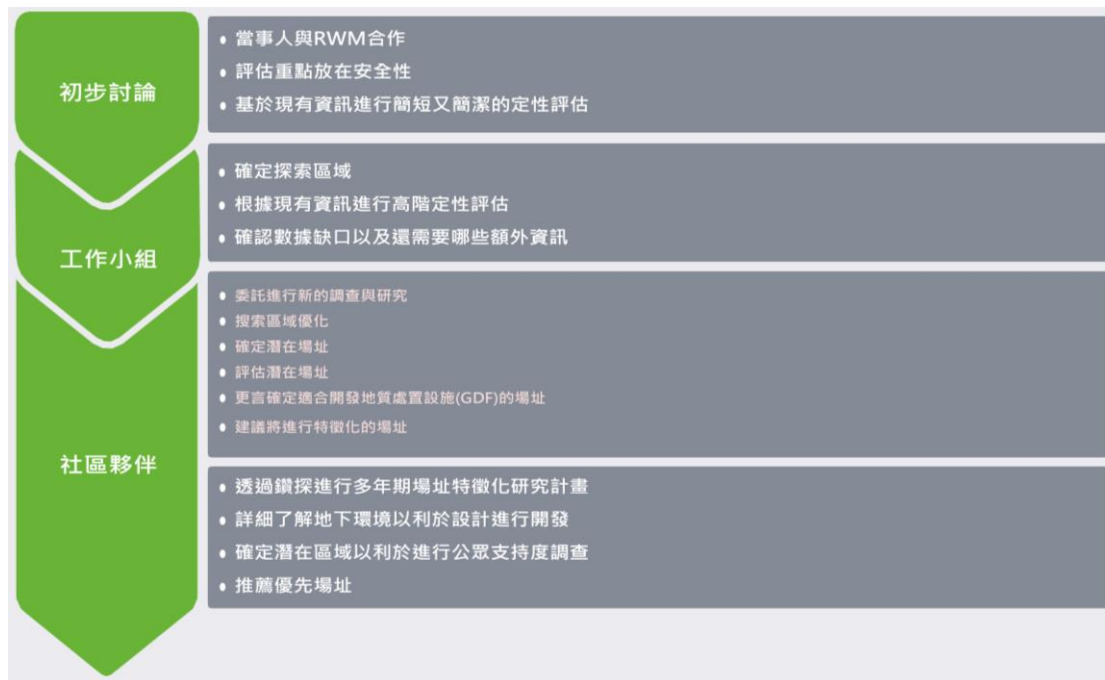 初步討論
• 當事人與RWM合作
• 評估重點放在安全性
• 基於現有資訊進行簡短又簡潔的定性評估
工作小組
• 確定探索區域
• 根據現有資訊進行高階定性評估
• 確認數據缺口以及還需要哪些額外資訊
社區夥伴
• 委託進行新的調查與研究
• 搜索區域優化
• 確定潛在場址
• 評估潛在場址
• 更言確定適合開發地質處置設施(GDF)的場址
• 建議將進行特徵化的場址
• 透過鑽探進行多年期場址特徵化研究計畫
• 詳細了解地下環境以利於設計進行開發
• 確定潛在區域以利於進行公眾支持度調查
• 推薦優先場址